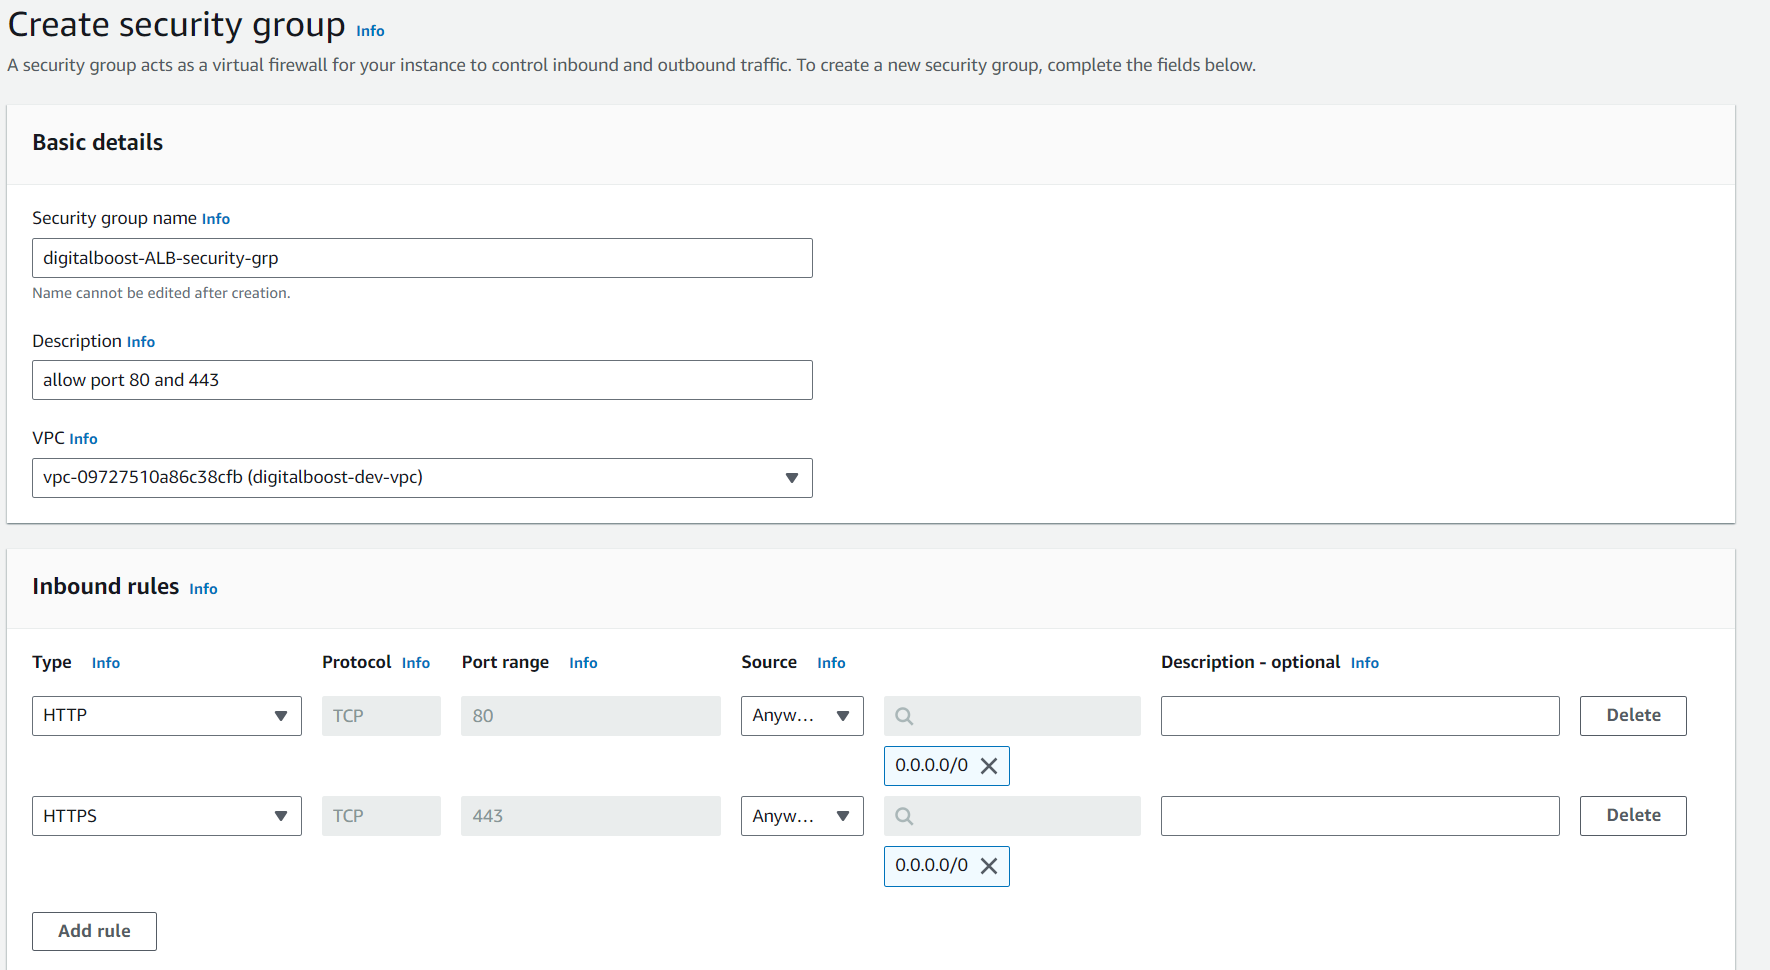 Create security group Info
A security group acts as a virtual firewall for your instance to control inbound and outbound traffic. To create a new security group, complete the fields below.
Basic details
Security group name Info
digitalboost-ALB-security-grp
Name cannot be edited after creation.
Description Info
allow port 80 and 443
VPC Info
vpc-09727510a86c38cfb (digitalboost-dev-vpc)
Inbound rules Info
Type Info Protocol Info Port range Info Source Info Description - optional Info
HTTP TCP 80 Anyw... Delete
0.0.0.0/0
HTTPS TCP 443 Anyw... Delete
0.0.0.0/0
Add rule